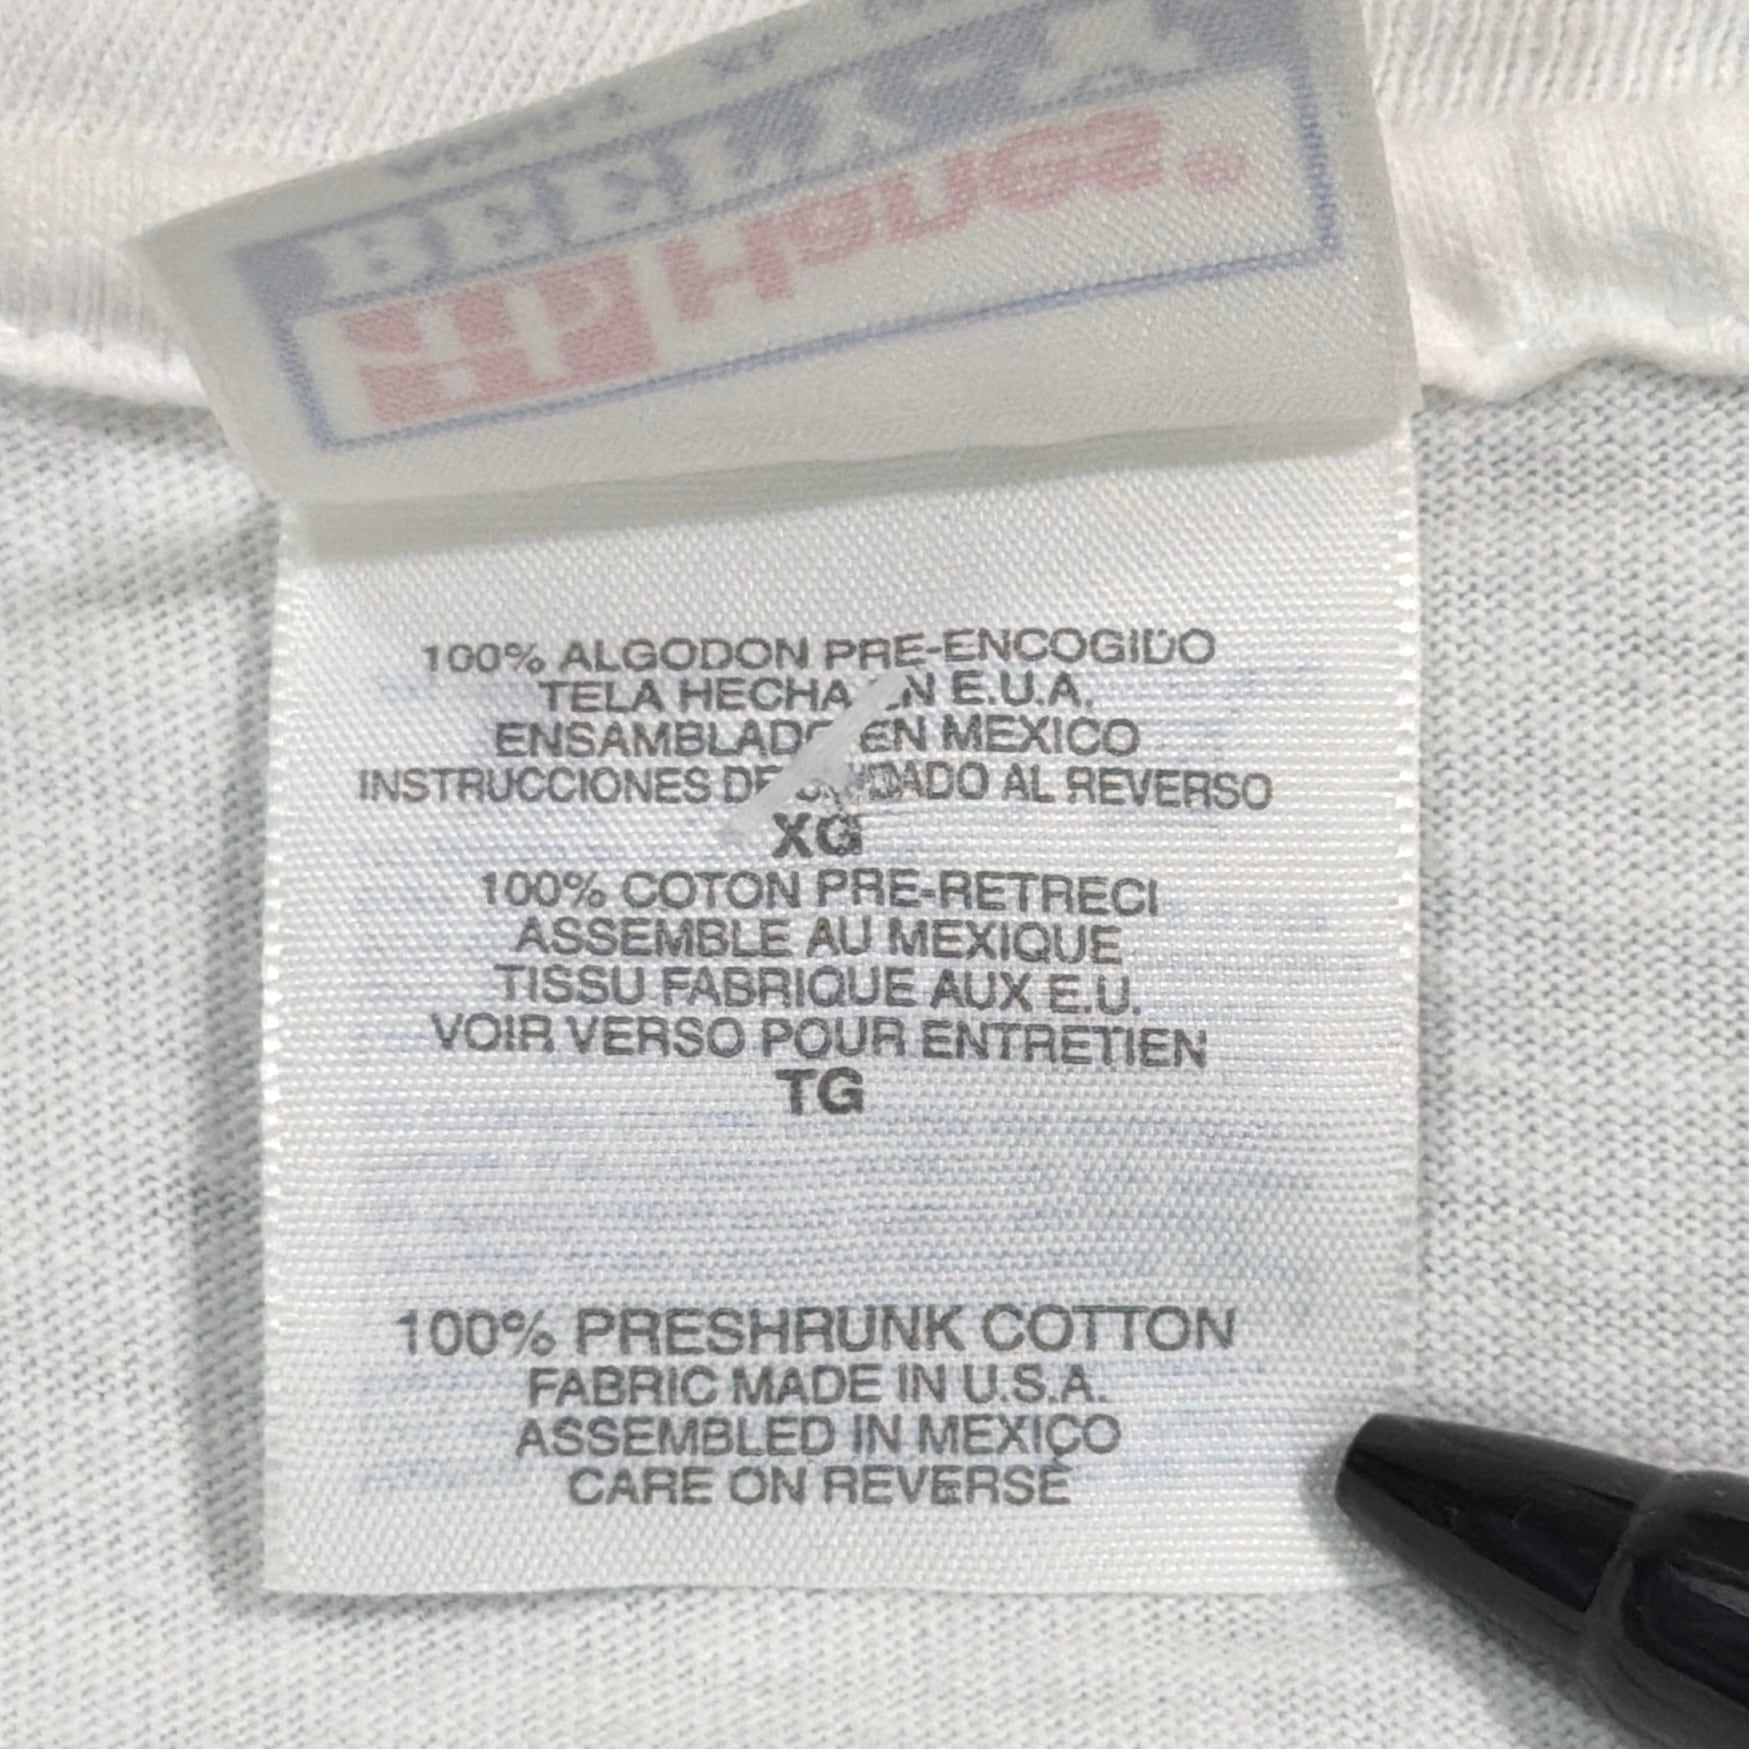 100% ALGODON PRE-ENCOGIDO
TELA HECHA EN E.U.A.
ENSAMBLADO EN MEXICO
INSTRUCCIONES DE CUIDADO AL REVERSO
XG
100% COTON PRE-RETRECI
ASSEMBLE AU MEXIQUE
TISSU FABRIQUE AUX E.U.
VOIR VERSO POUR ENTRETIEN
TG
100% PRESHRUNK COTTON
FABRIC MADE IN U.S.A.
ASSEMBLED IN MEXICO
CARE ON REVERSE